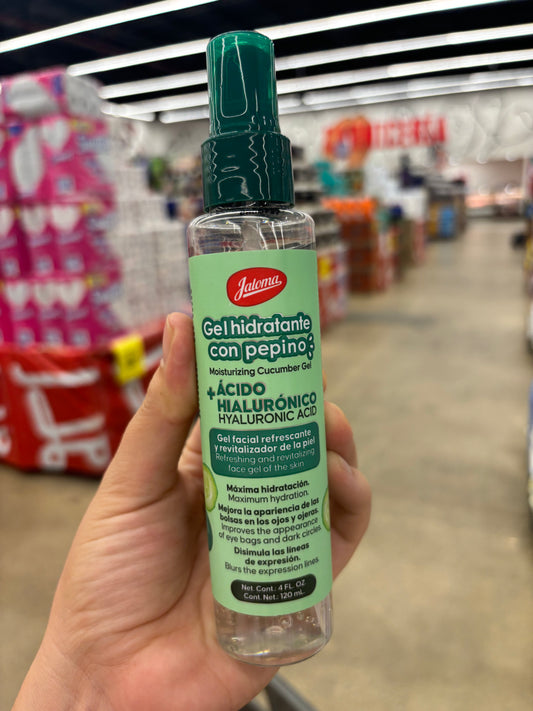 Jaloma
Gel hidratante
con pepino
Moisturizing Cucumber Gel
+ÁCIDO
HIALURÓNICO
HYALURONIC ACID
Gel facial refrescante
y revitalizador de la piel
Refreshing and revitalizing
face gel of the skin
Máxima hidratación.
Maximum hydration.
Mejora la apariencia de las
bolsas en los ojos y ojeras.
Improves the appearance
of eye bags and dark circles.
Disimula las líneas
de expresión.
Blurs the expression lines.
Net. Cont.: 4 FL. OZ
Cont. Net.: 120 mL.